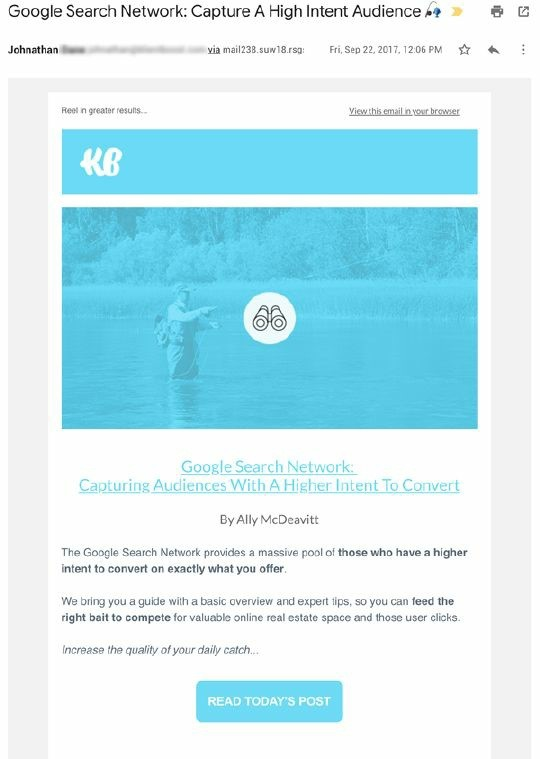 Google Search Network: Capture A High Intent Audience
Johnathan via mail238.suw18.rsg: Fri, Sep 22, 2017, 12:06 PM
Reel in greater results... View this email in your browser
KB
Google Search Network:
Capturing Audiences With A Higher Intent To Convert
By Ally McDeavitt
The Google Search Network provides a massive pool of those who have a higher
intent to convert on exactly what you offer.
We bring you a guide with a basic overview and expert tips, so you can feed the
right bait to compete for valuable online real estate space and those user clicks.
Increase the quality of your daily catch...
READ TODAY'S POST